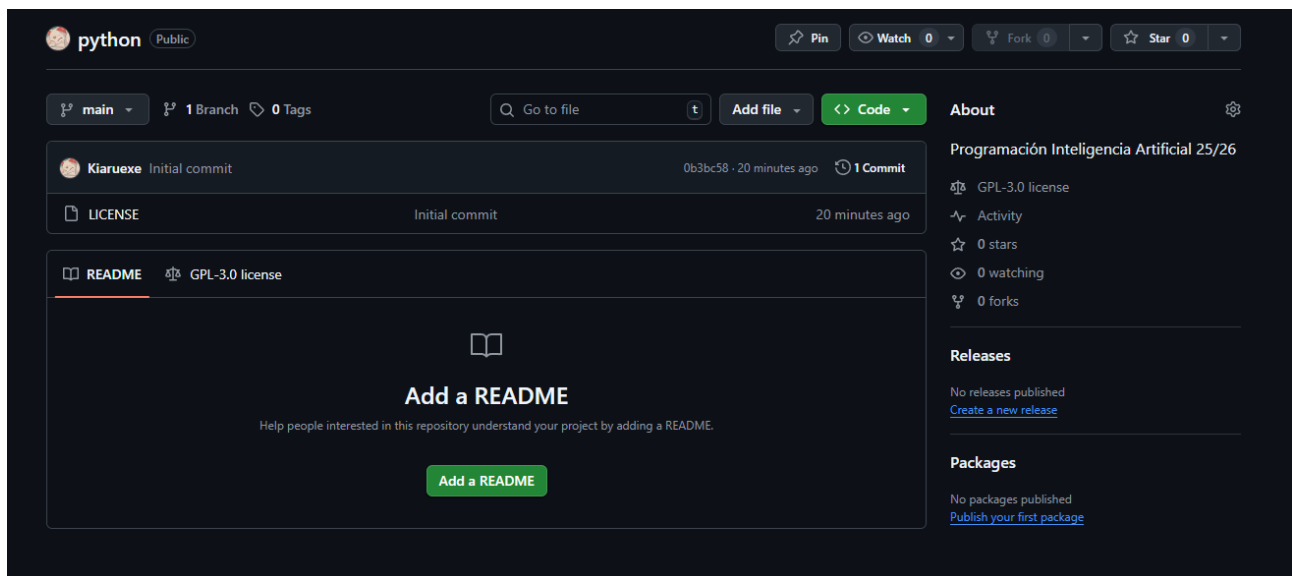 python Public Pin Watch 0 Fork 0 Star 0
main 1 Branch 0 Tags Go to file t Add file Code
Kiaruexe Initial commit 0b3bc58 · 20 minutes ago 1 Commit
LICENSE Initial commit 20 minutes ago
README GPL-3.0 license
Add a README
Help people interested in this repository understand your project by adding a README.
Add a README
About
Programación Inteligencia Artificial 25/26
GPL-3.0 license
Activity
0 stars
0 watching
0 forks
Releases
No releases published
Create a new release
Packages
No packages published
Publish your first package